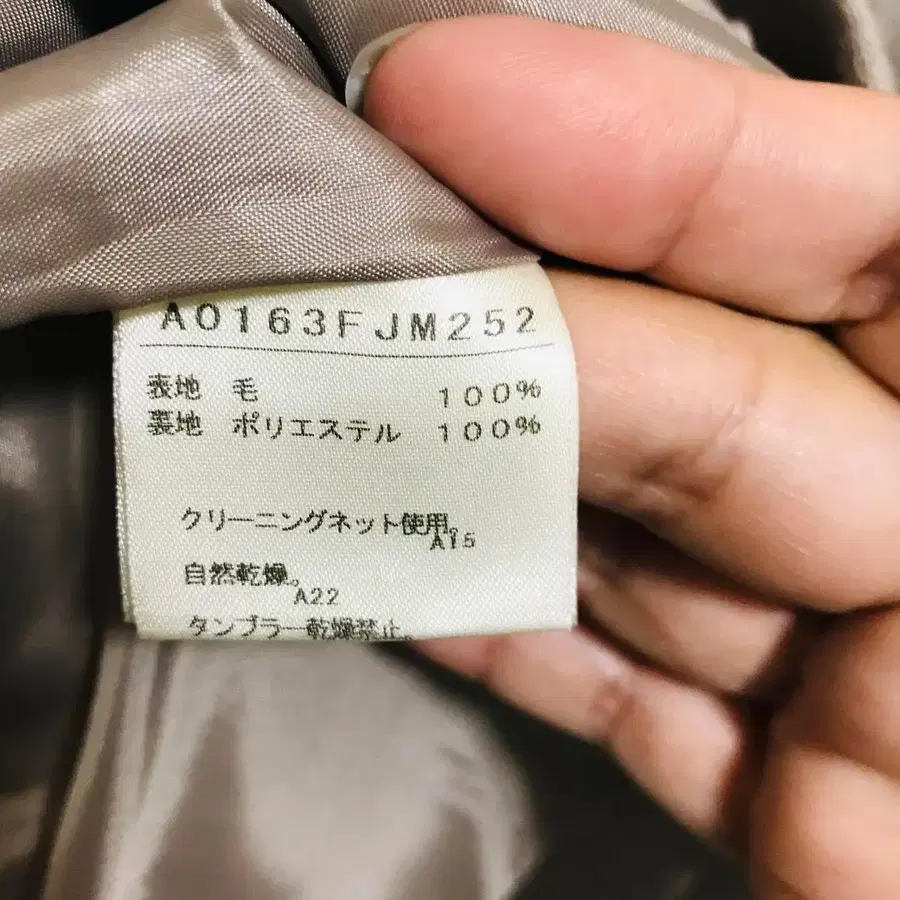 A0163FJM252
表地 毛 100%
裏地 ポリエステル 100%
クリーニングネット使用。
A15
自然乾燥。
A22
タンブラー乾燥禁止。